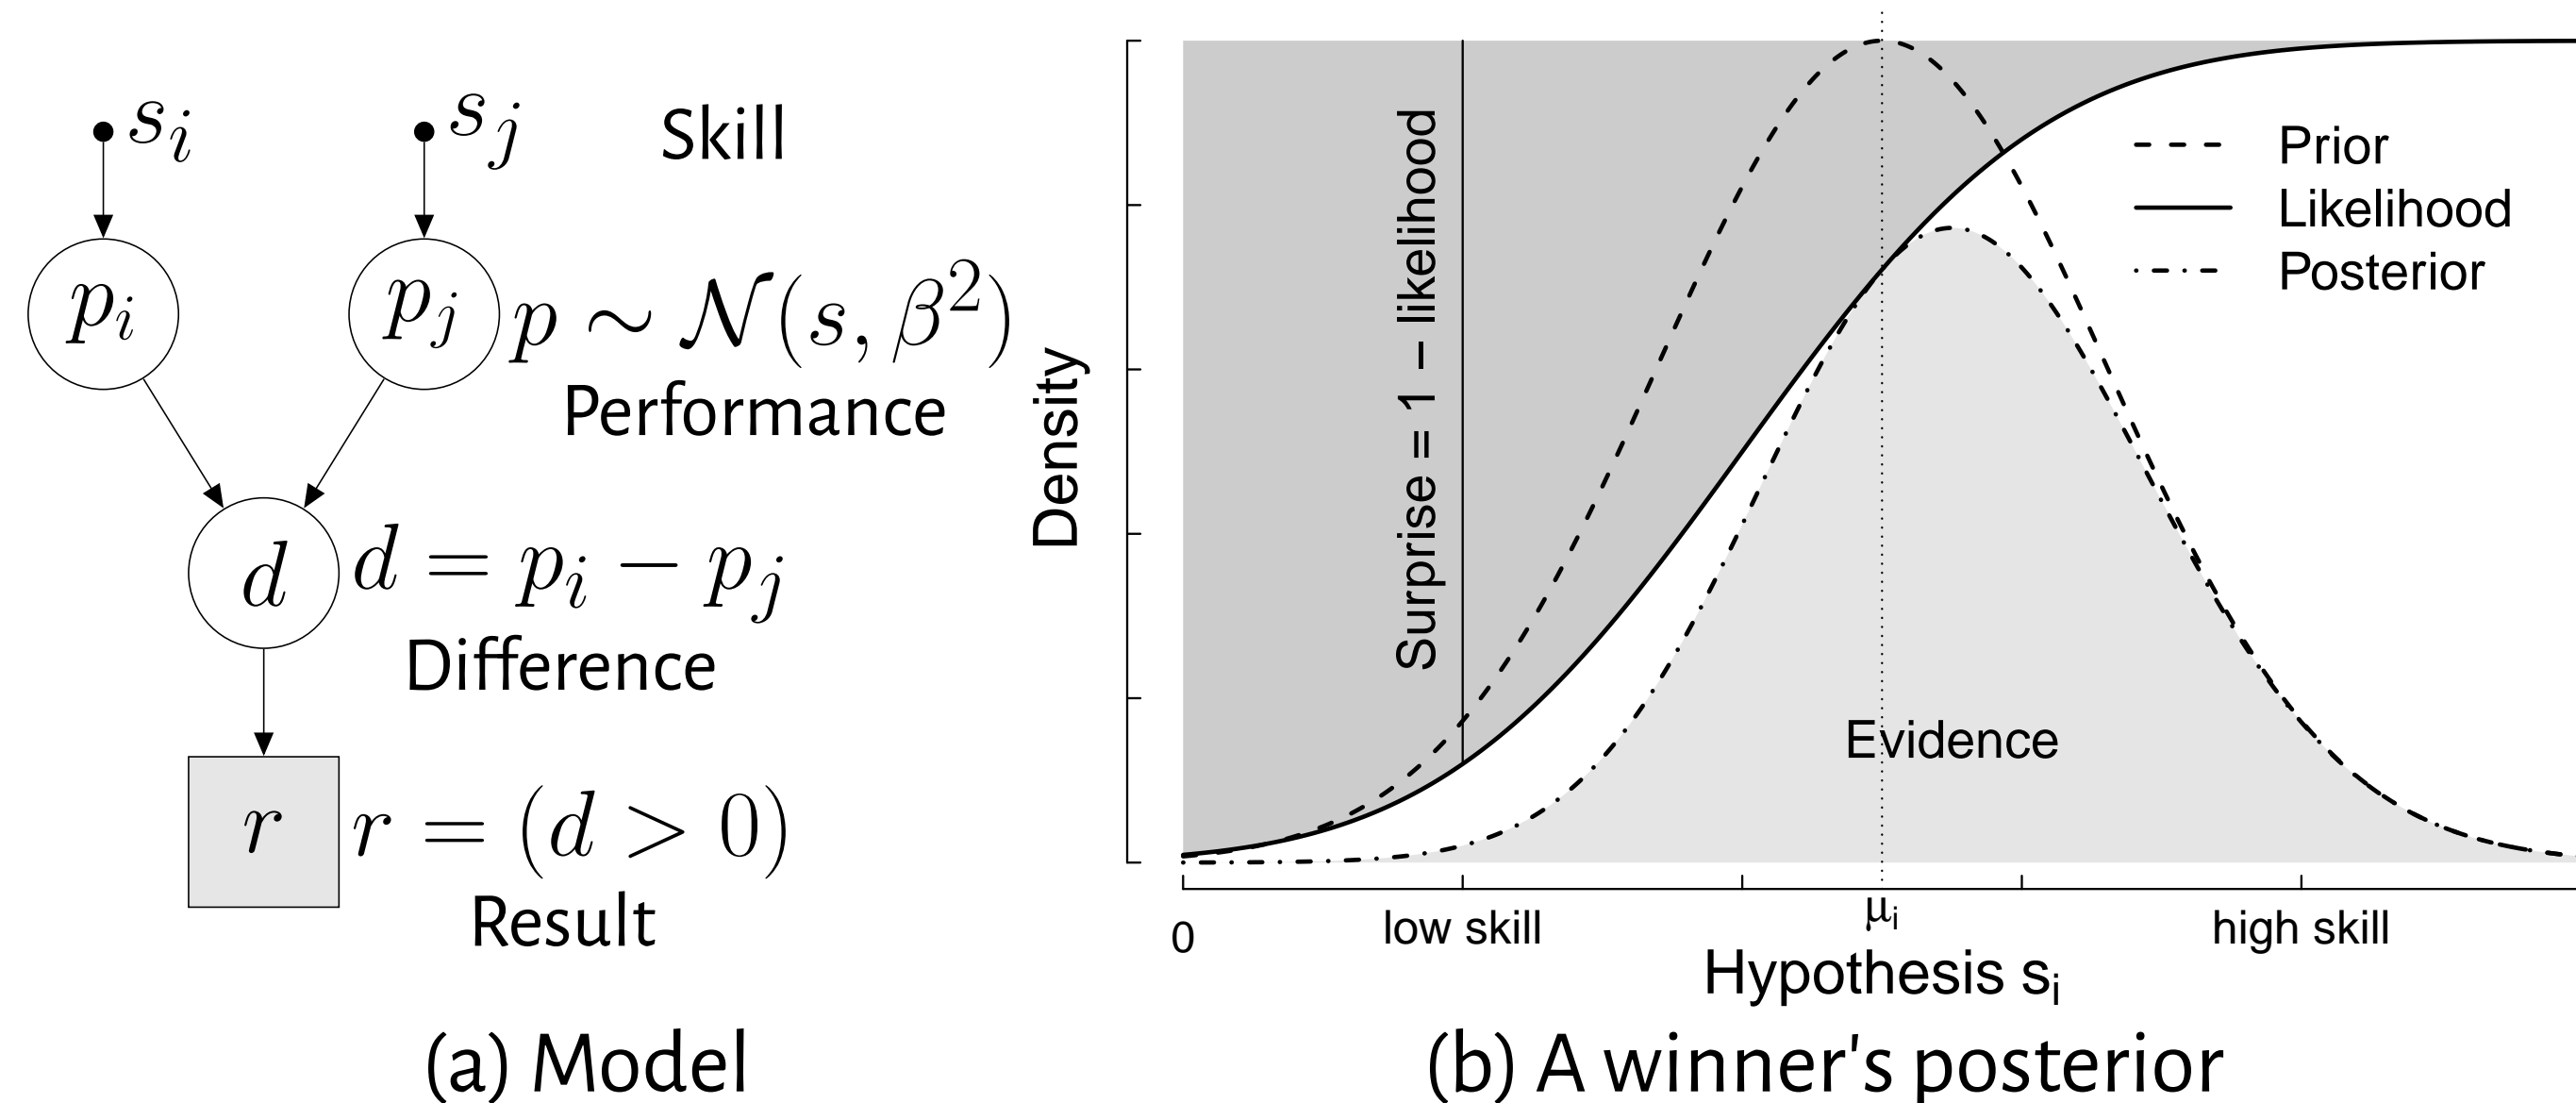 s_i
s_j
Skill
p_i
p_j
p ∼ 𝒩(s, β²)
Performance
d
d = p_i − p_j
Difference
r
r = (d > 0)
Result
(a) Model
Density
Surprise = 1 − likelihood
Prior
Likelihood
Posterior
Evidence
0
low skill
μ_i
high skill
Hypothesis s_i
(b) A winner's posterior